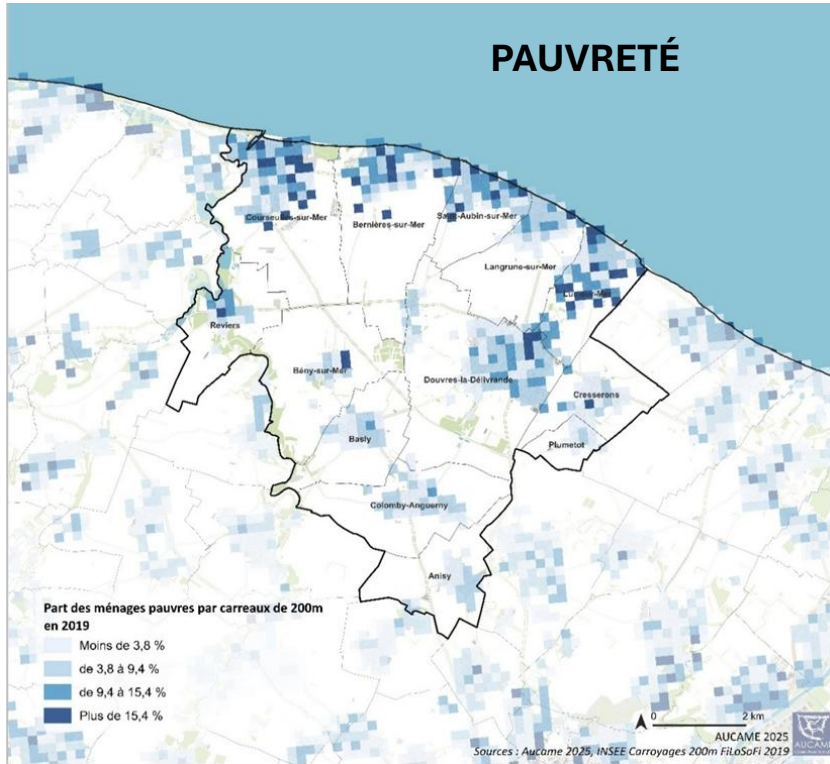 PAUVRETÉ
Courseulles-sur-Mer
Bernières-sur-Mer
Saint-Aubin-sur-Mer
Langrune-sur-Mer
Luc-sur-Mer
Reviers
Bény-sur-Mer
Douvres-la-Délivrande
Cresserons
Basly
Plumetot
Colomby-Anguerny
Anisy
Part des ménages pauvres par carreaux de 200m
en 2019
Moins de 3,8 %
de 3,8 à 9,4 %
de 9,4 à 15,4 %
Plus de 15,4 %
0 2 km
AUCAME 2025
Sources : Aucame 2025, INSEE Carroyages 200m FiLoSoFi 2019
AUCAME